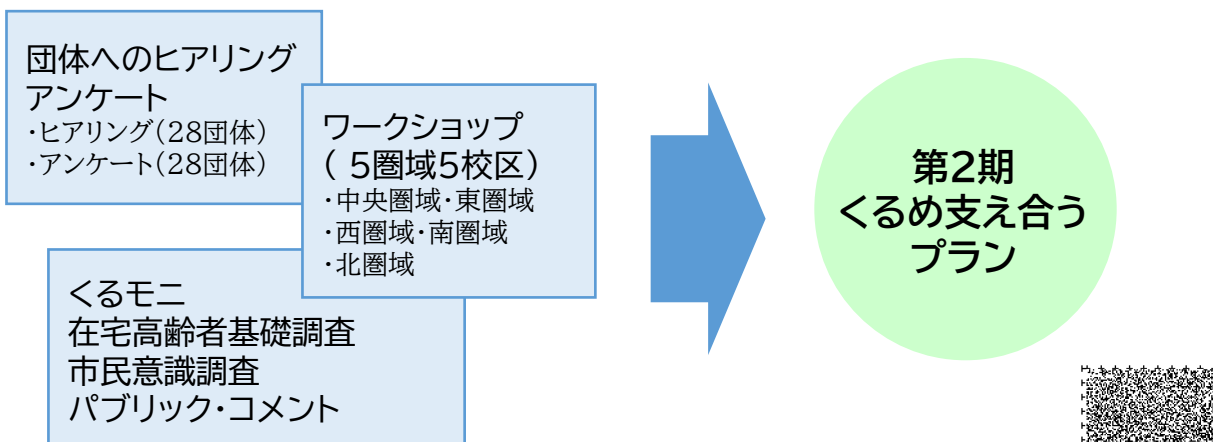 団体へのヒアリング
アンケート
・ヒアリング(28団体)
・アンケート(28団体)
ワークショップ
( 5圏域5校区)
・中央圏域・東圏域
・西圏域・南圏域
・北圏域
くるモニ
在宅高齢者基礎調査
市民意識調査
パブリック・コメント
第2期
くるめ支え合う
プラン